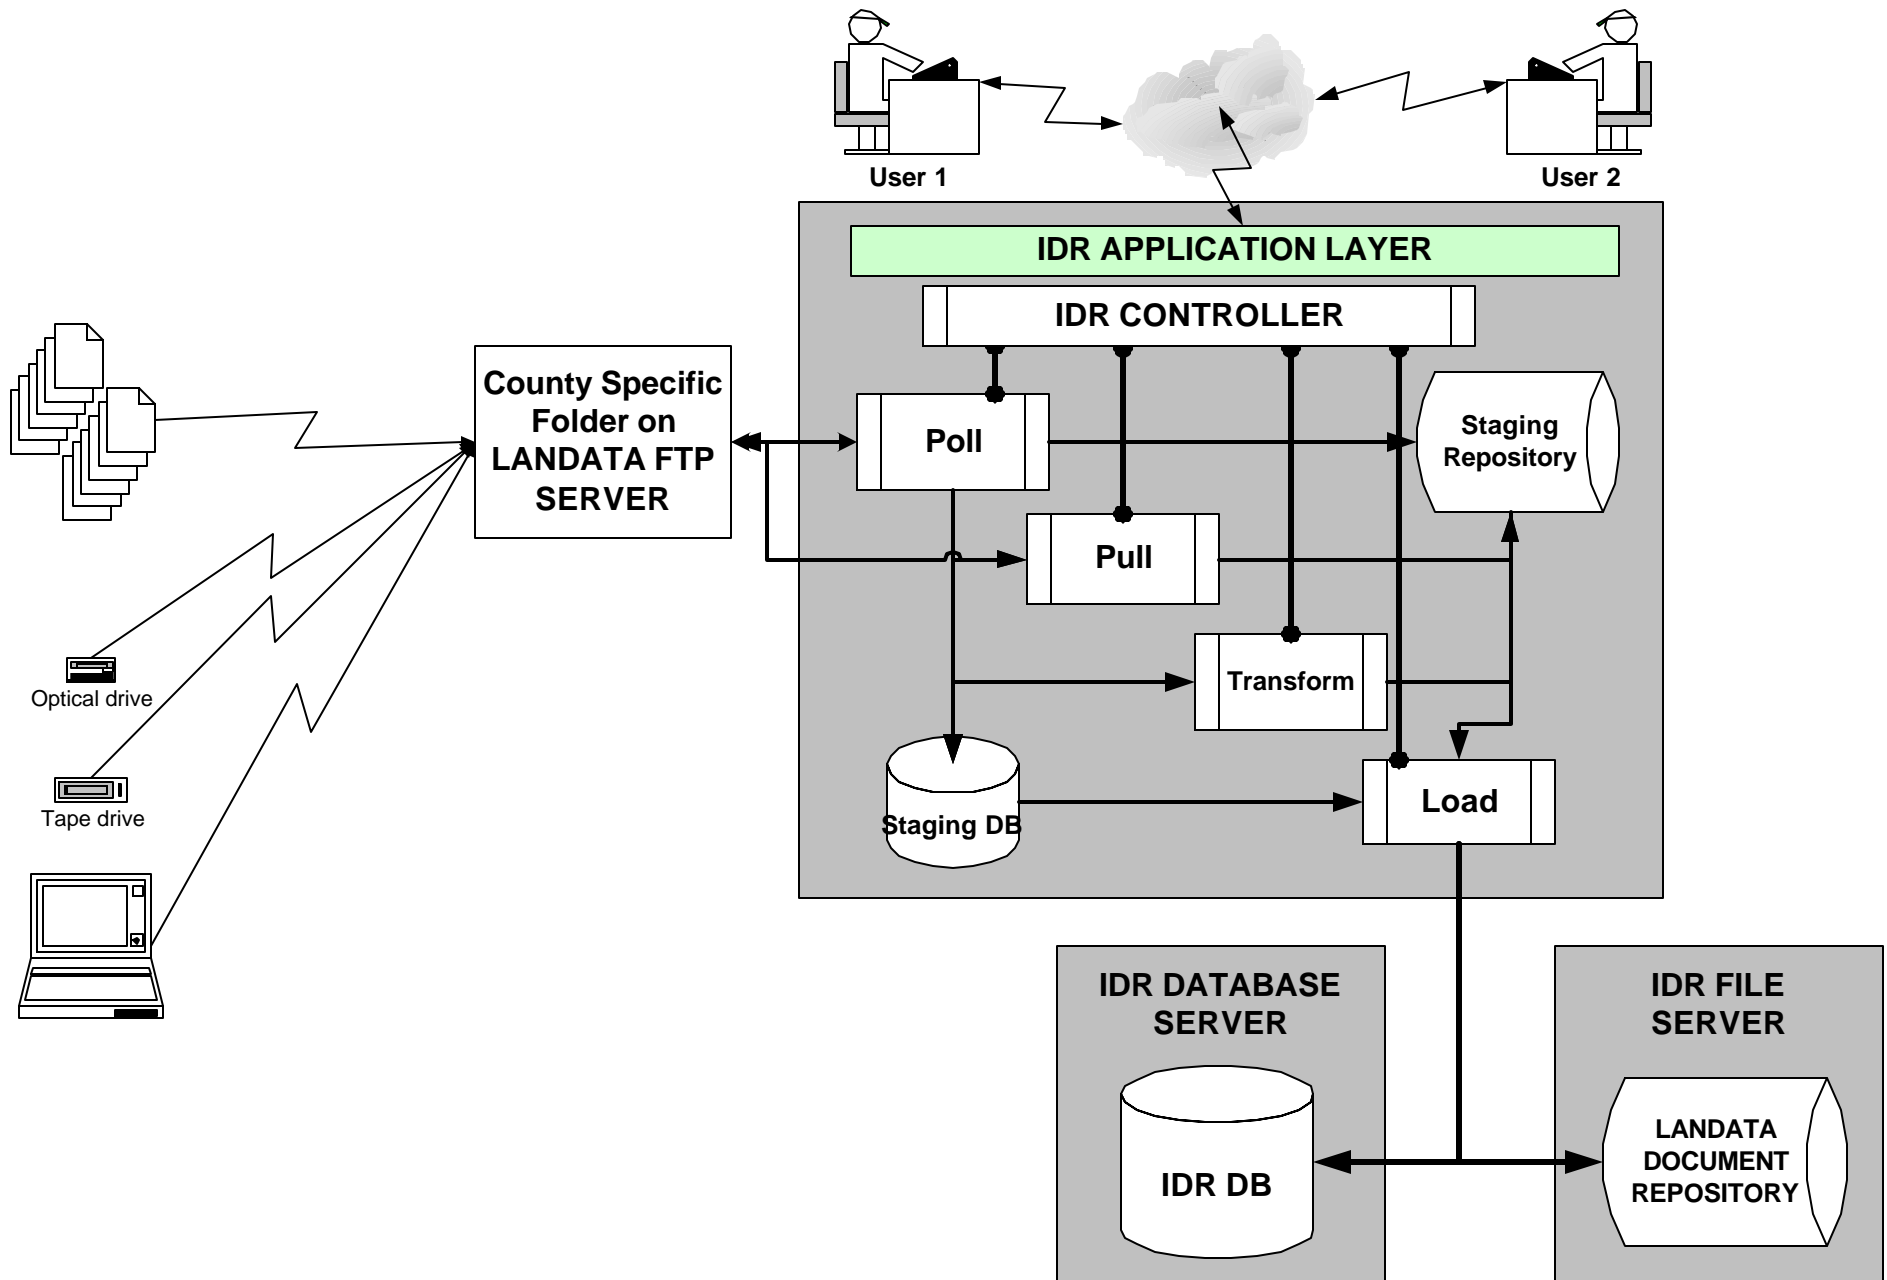 User 1
User 2
IDR APPLICATION LAYER
IDR CONTROLLER
County Specific
Folder on
LANDATA FTP
SERVER
Poll
Staging
Repository
Pull
Transform
Optical drive
Tape drive
Staging DB
Load
IDR DATABASE
SERVER
IDR FILE
SERVER
IDR DB
LANDATA
DOCUMENT
REPOSITORY